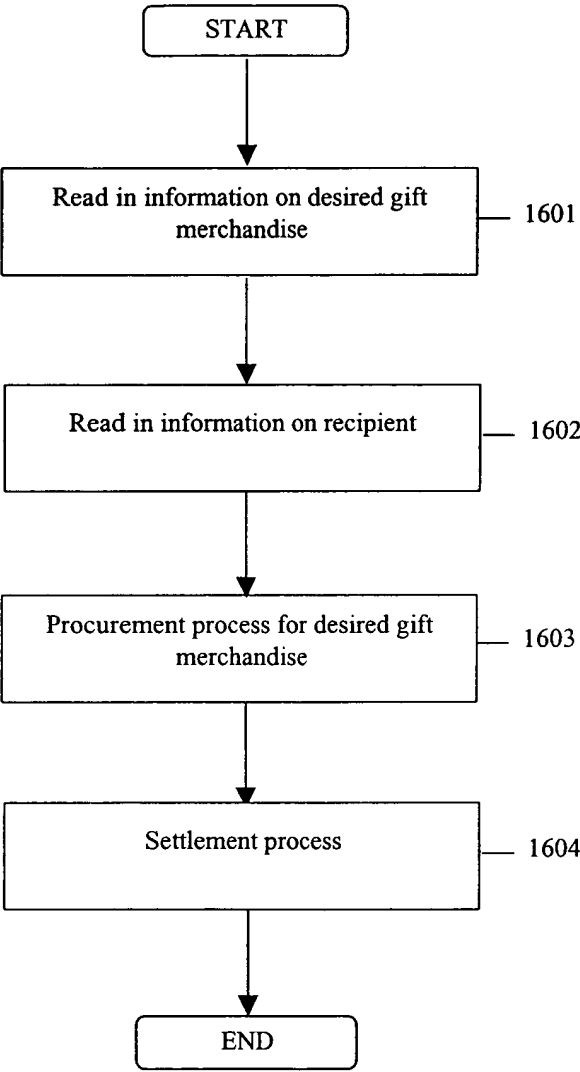 START
Read in information on desired gift
merchandise
1601
Read in information on recipient
1602
Procurement process for desired gift
merchandise
1603
Settlement process
1604
END